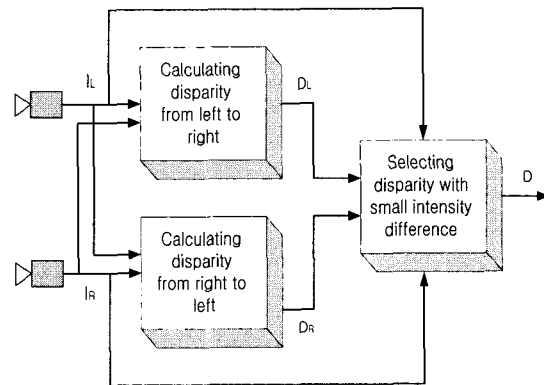 IL
Calculating
disparity
from left to
right
DL
Selecting
disparity with
small intensity
difference
D
IR
Calculating
disparity
from right to
left
DR